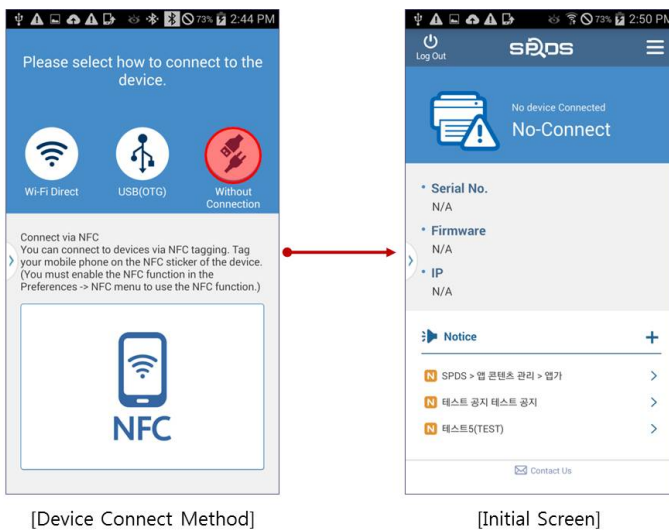 73% 2:44 PM
Please select how to connect to the
device.
Wi-Fi Direct
USB(OTG)
Without
Connection
Connect via NFC
You can connect to devices via NFC tagging. Tag
your mobile phone on the NFC sticker of the device.
(You must enable the NFC function in the
Preferences -> NFC menu to use the NFC function.)
NFC
[Device Connect Method]
73% 2:50 PM
Log Out
SPDS
No device Connected
No-Connect
• Serial No.
N/A
• Firmware
N/A
• IP
N/A
Notice
N SPDS > 앱 콘텐츠 관리 > 앱가
N 테스트 공지 테스트 공지
N 테스트5(TEST)
Contact Us
[Initial Screen]